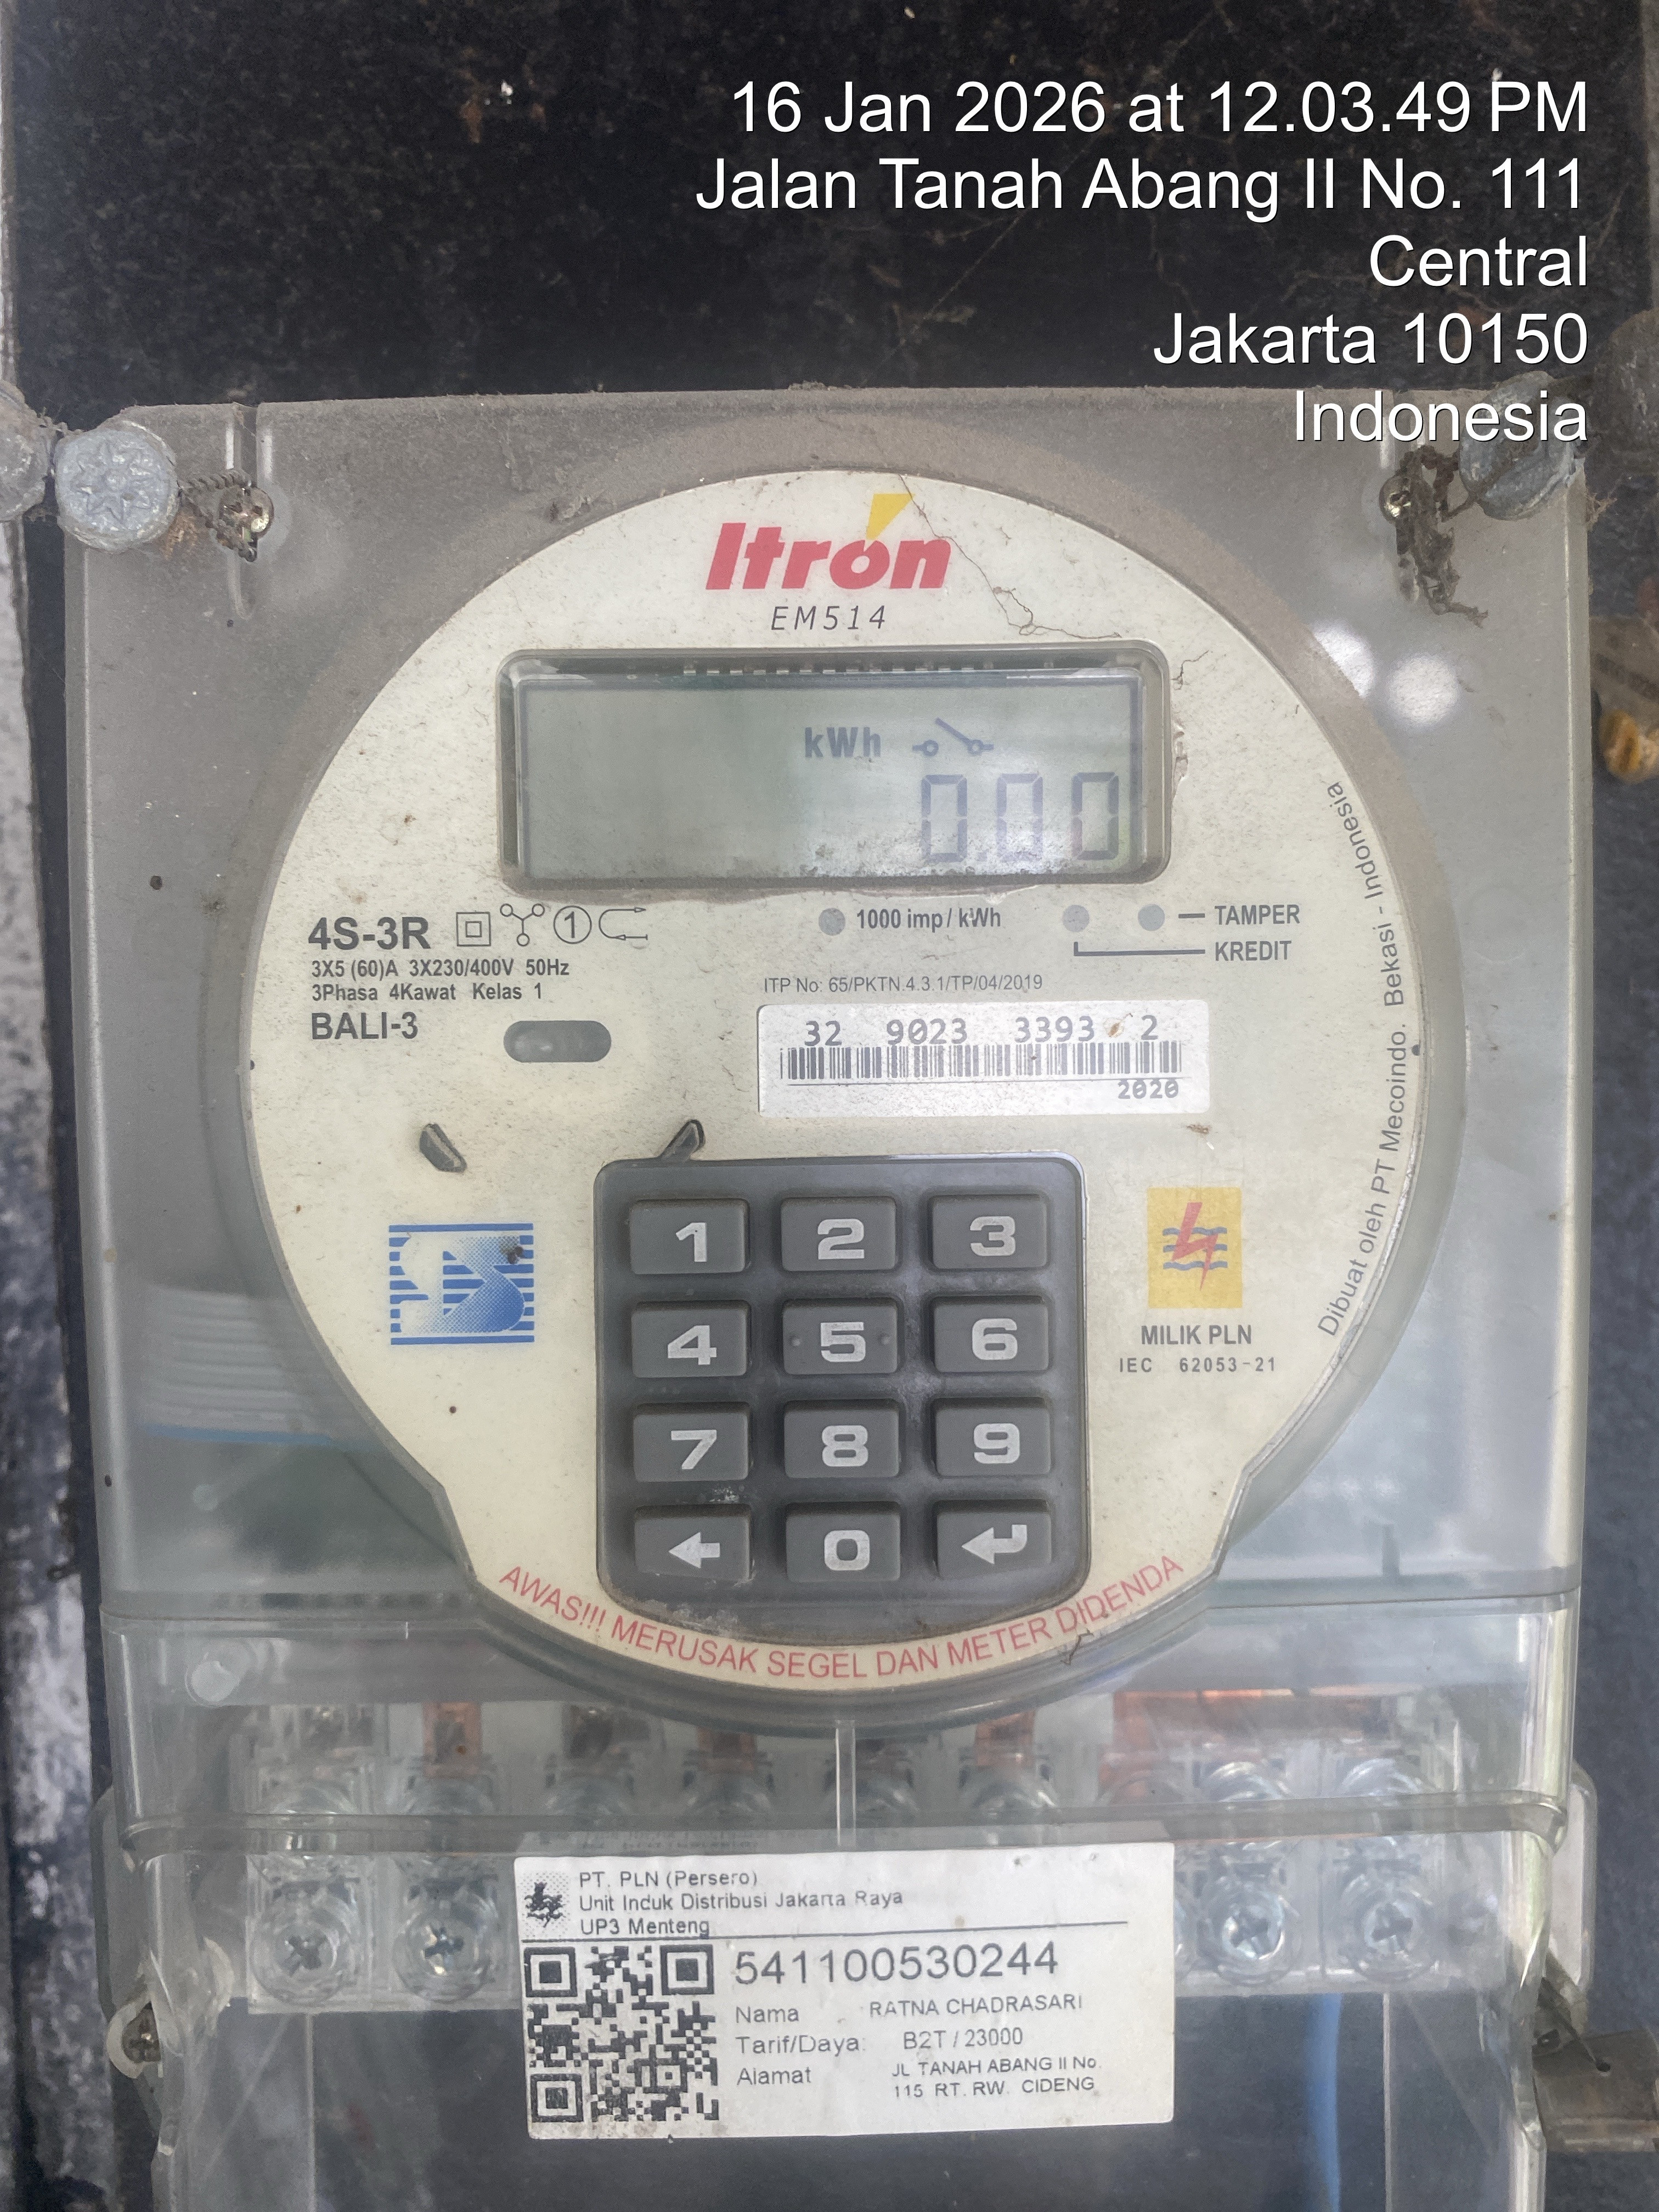 16 Jan 2026 at 12.03.49 PM
Jalan Tanah Abang II No. 111
Central
Jakarta 10150
Indonesia
Itrón
EM514
kWh
0.00
4S-3R
1
1000 imp / kWh
TAMPER
KREDIT
3X5 (60)A 3X230/400V 50Hz
3Phasa 4Kawat Kelas 1
BALI-3
ITP No: 65/PKTN.4.3.1/TP/04/2019
32 9023 3393 2
2020
Dibuat oleh PT Mecoindo. Bekasi - Indonesia
1 2 3
4 5 6
7 8 9
0
MILIK PLN
IEC 62053-21
AWAS!!! MERUSAK SEGEL DAN METER DIDENDA
PT. PLN (Persero)
Unit Induk Distribusi Jakarta Raya
UP3 Menteng
541100530244
Nama RATNA CHADRASARI
Tarif/Daya: B2T / 23000
Alamat JL TANAH ABANG II No.
115 RT. RW. CIDENG